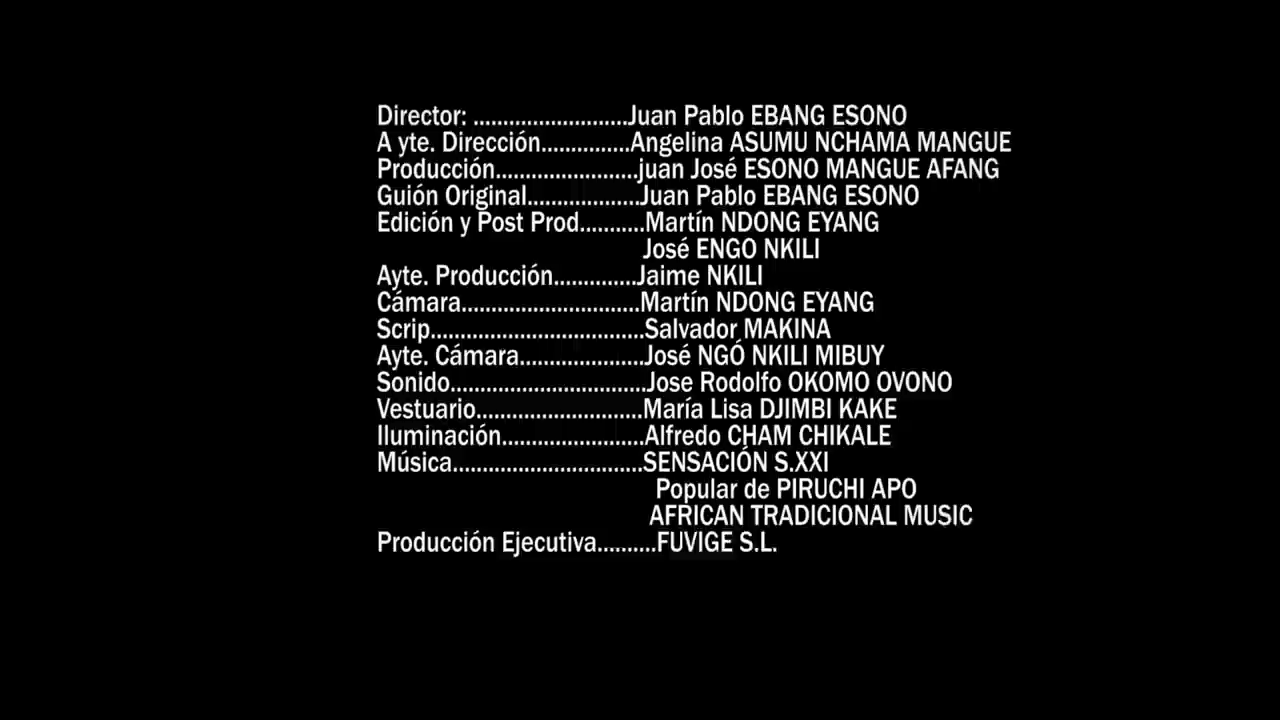 Director: ..........................Juan Pablo EBANG ESONO
A yte. Dirección...............Angelina ASUMU NCHAMA MANGUE
Producción........................juan José ESONO MANGUE AFANG
Guión Original...................Juan Pablo EBANG ESONO
Edición y Post Prod...........Martín NDONG EYANG
José ENGO NKILI
Ayte. Producción..............Jaime NKILI
Cámara..............................Martín NDONG EYANG
Scrip....................................Salvador MAKINA
Ayte. Cámara.....................José NGÓ NKILI MIBUY
Sonido.................................Jose Rodolfo OKOMO OVONO
Vestuario............................María Lisa DJIMBI KAKE
Iluminación........................Alfredo CHAM CHIKALE
Música................................SENSACIÓN S.XXI
Popular de PIRUCHI APO
AFRICAN TRADICIONAL MUSIC
Producción Ejecutiva..........FUVIGE S.L.